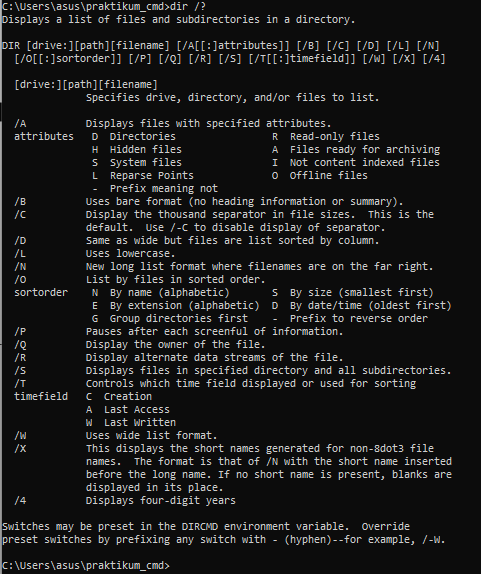 C:\Users\asus\praktikum_cmd>dir /?
Displays a list of files and subdirectories in a directory.

DIR [drive:][path][filename] [/A[[:]attributes]] [/B] [/C] [/D] [/L] [/N]
  [/O[[:]sortorder]] [/P] [/Q] [/R] [/S] [/T[[:]timefield]] [/W] [/X] [/4]

  [drive:][path][filename]
              Specifies drive, directory, and/or files to list.

  /A          Displays files with specified attributes.
  attributes   D  Directories                R  Read-only files
               H  Hidden files               A  Files ready for archiving
               S  System files               I  Not content indexed files
               L  Reparse Points             O  Offline files
               -  Prefix meaning not
  /B          Uses bare format (no heading information or summary).
  /C          Display the thousand separator in file sizes.  This is the
              default.  Use /-C to disable display of separator.
  /D          Same as wide but files are list sorted by column.
  /L          Uses lowercase.
  /N          New long list format where filenames are on the far right.
  /O          List by files in sorted order.
  sortorder    N  By name (alphabetic)       S  By size (smallest first)
               E  By extension (alphabetic)  D  By date/time (oldest first)
               G  Group directories first    -  Prefix to reverse order
  /P          Pauses after each screenful of information.
  /Q          Display the owner of the file.
  /R          Display alternate data streams of the file.
  /S          Displays files in specified directory and all subdirectories.
  /T          Controls which time field displayed or used for sorting
  timefield   C  Creation
              A  Last Access
              W  Last Written
  /W          Uses wide list format.
  /X          This displays the short names generated for non-8dot3 file
              names.  The format is that of /N with the short name inserted
              before the long name. If no short name is present, blanks are
              displayed in its place.
  /4          Displays four-digit years

Switches may be preset in the DIRCMD environment variable.  Override
preset switches by prefixing any switch with - (hyphen)--for example, /-W.

C:\Users\asus\praktikum_cmd>